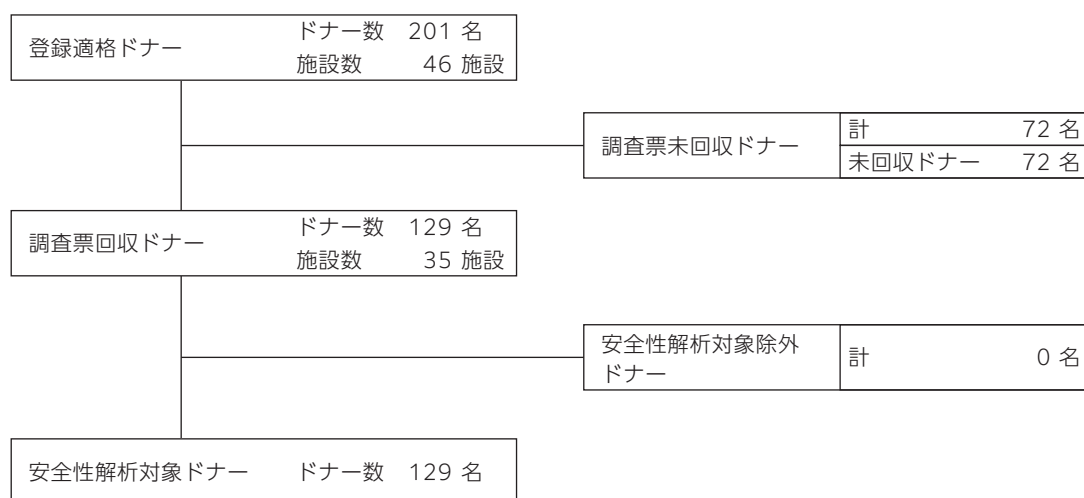 登録適格ドナー
ドナー数 201 名
施設数 46 施設
調査票未回収ドナー
計 72 名
未回収ドナー 72 名
調査票回収ドナー
ドナー数 129 名
施設数 35 施設
安全性解析対象除外
ドナー
計 0 名
安全性解析対象ドナー ドナー数 129 名